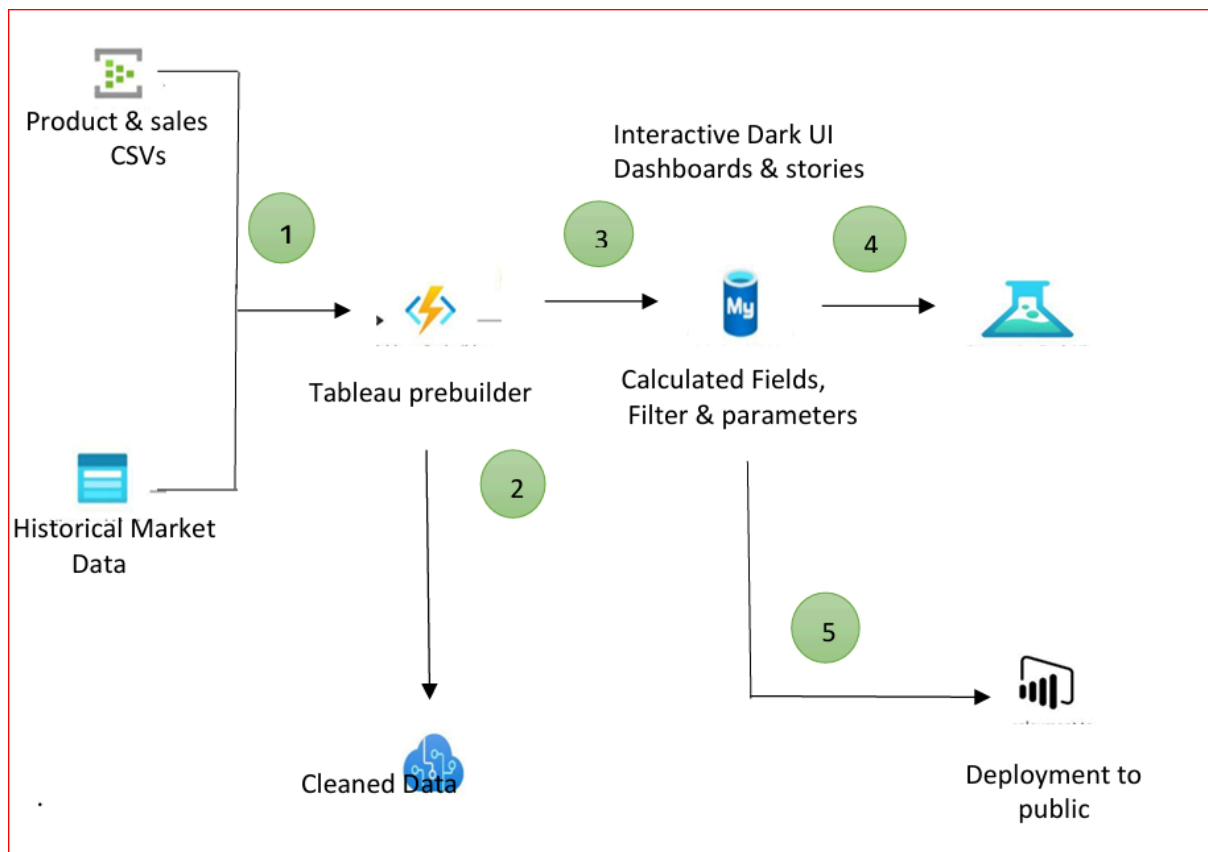 Product & sales
CSVs
Interactive Dark UI
Dashboards & stories
1
3
4
My
Tableau prebuilder
Calculated Fields,
Filter & parameters
2
Historical Market
Data
5
Cleaned Data
Deployment to
public
.